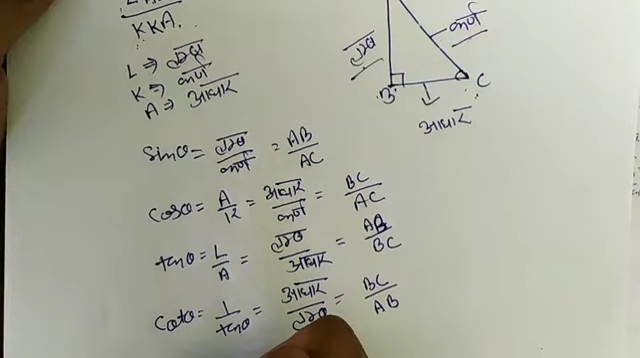 KKA
L ⇒ लम्ब
K ⇒ कर्ण
A ⇒ आधार
लम्ब
कर्ण
B
C
आधार
sinθ = लम्ब/कर्ण = AB/AC
cosθ = A/K = आधार/कर्ण = BC/AC
tanθ = L/A = लम्ब/आधार = AB/BC
cotθ = 1/tanθ = आधार/लम्ब = BC/AB